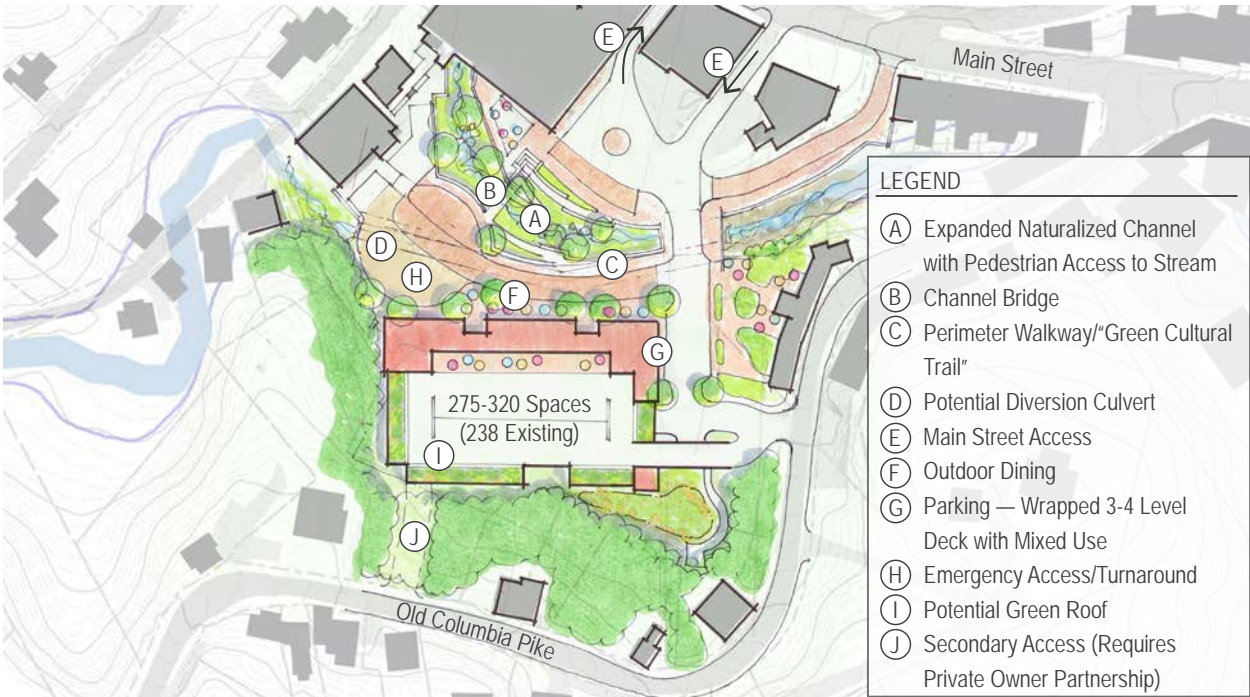 E
E
Main Street
B
A
D
C
H
F
G
275-320 Spaces
(238 Existing)
I
J
Old Columbia Pike
LEGEND
A Expanded Naturalized Channel
with Pedestrian Access to Stream
B Channel Bridge
C Perimeter Walkway/“Green Cultural
Trail”
D Potential Diversion Culvert
E Main Street Access
F Outdoor Dining
G Parking — Wrapped 3-4 Level
Deck with Mixed Use
H Emergency Access/Turnaround
I Potential Green Roof
J Secondary Access (Requires
Private Owner Partnership)